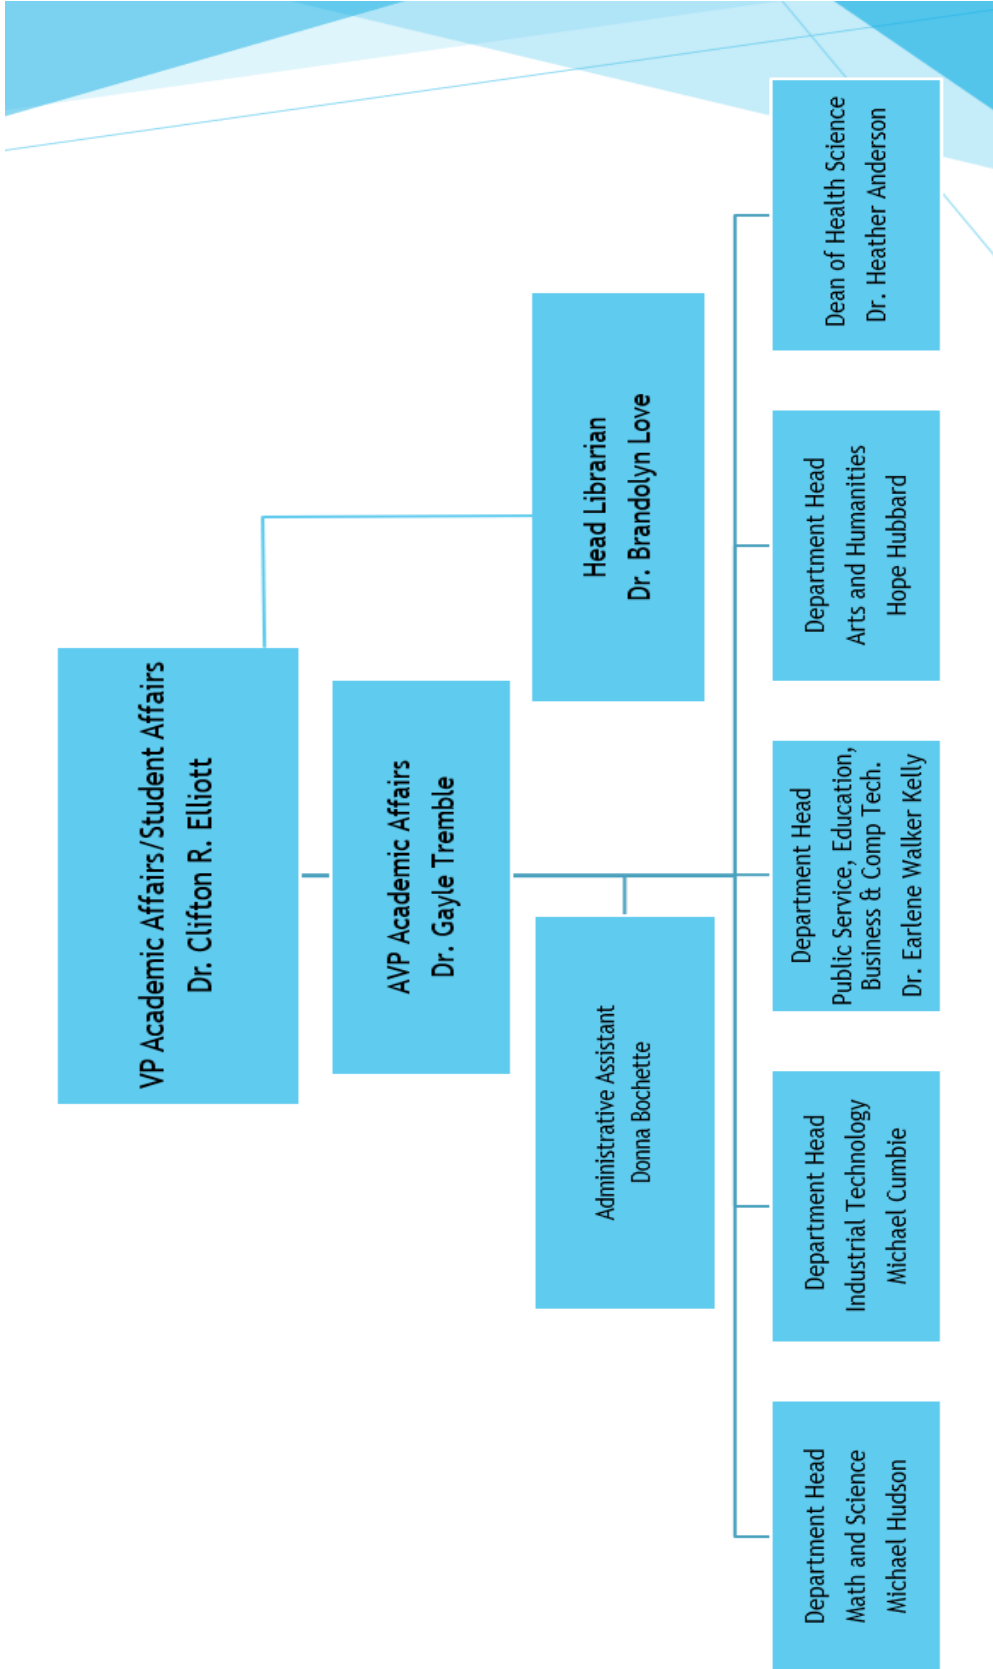 VP Academic Affairs/Student Affairs
Dr. Clifton R. Elliott
AVP Academic Affairs
Dr. Gayle Tremble
Administrative Assistant
Donna Bochette
Head Librarian
Dr. Brandolyn Love
Department Head
Math and Science
Michael Hudson
Department Head
Industrial Technology
Michael Cumbie
Department Head
Public Service, Education,
Business & Comp Tech.
Dr. Earlene Walker Kelly
Department Head
Arts and Humanities
Hope Hubbard
Dean of Health Science
Dr. Heather Anderson